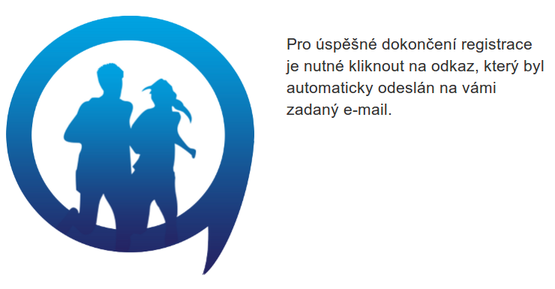 Pro úspěšné dokončení registrace
je nutné kliknout na odkaz, který byl
automaticky odeslán na vámi
zadaný e-mail.